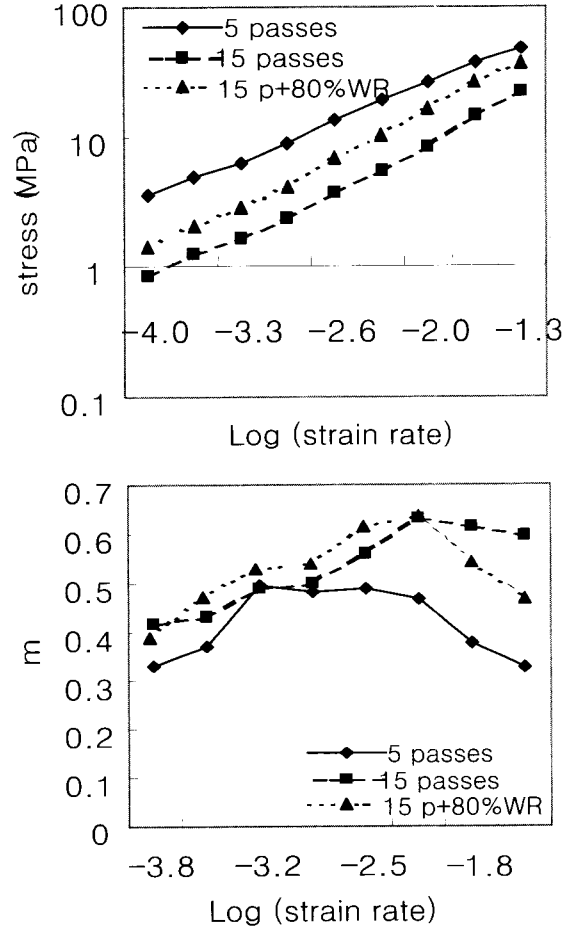 100
5 passes
15 passes
15 p+80%WR
10
stress (MPa)
1
-4.0 -3.3 -2.6 -2.0 -1.3
0.1
Log (strain rate)
0.7
0.6
0.5
0.4
m
0.3
0.2
5 passes
0.1
15 passes
15 p+80%WR
0
-3.8 -3.2 -2.5 -1.8
Log (strain rate)